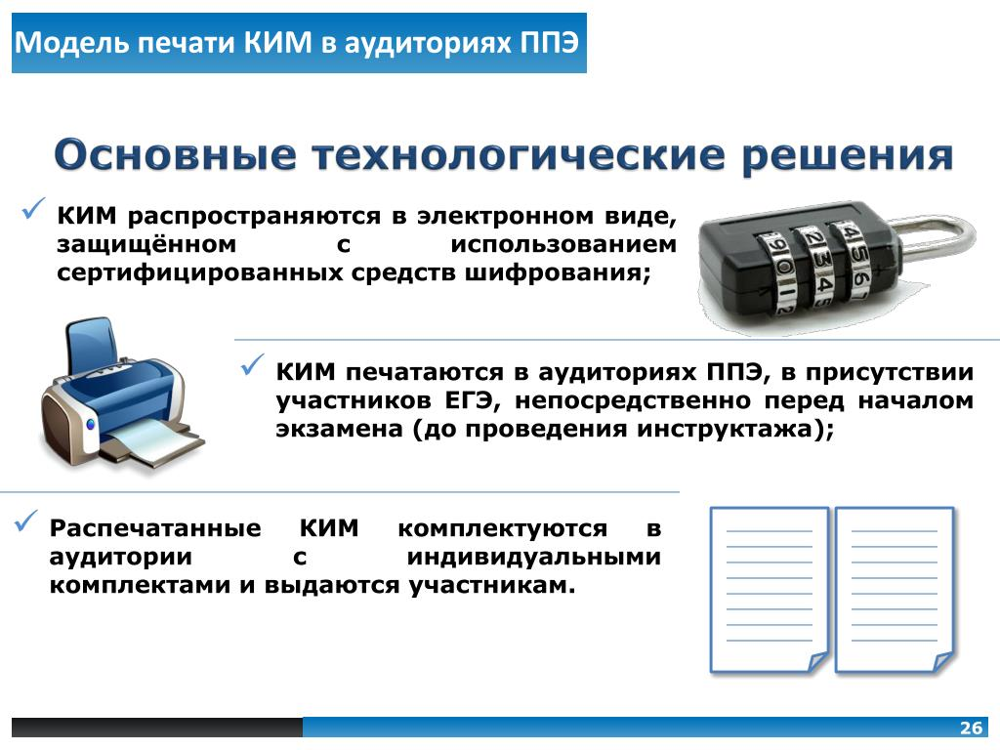 Модель печати КИМ в аудиториях ППЭ
Основные технологические решения
КИМ распространяются в электронном виде,
защищённом с использованием
сертифицированных средств шифрования;
КИМ печатаются в аудиториях ППЭ, в присутствии
участников ЕГЭ, непосредственно перед началом
экзамена (до проведения инструктажа);
Распечатанные КИМ комплектуются в
аудитории с индивидуальными
комплектами и выдаются участникам.
26